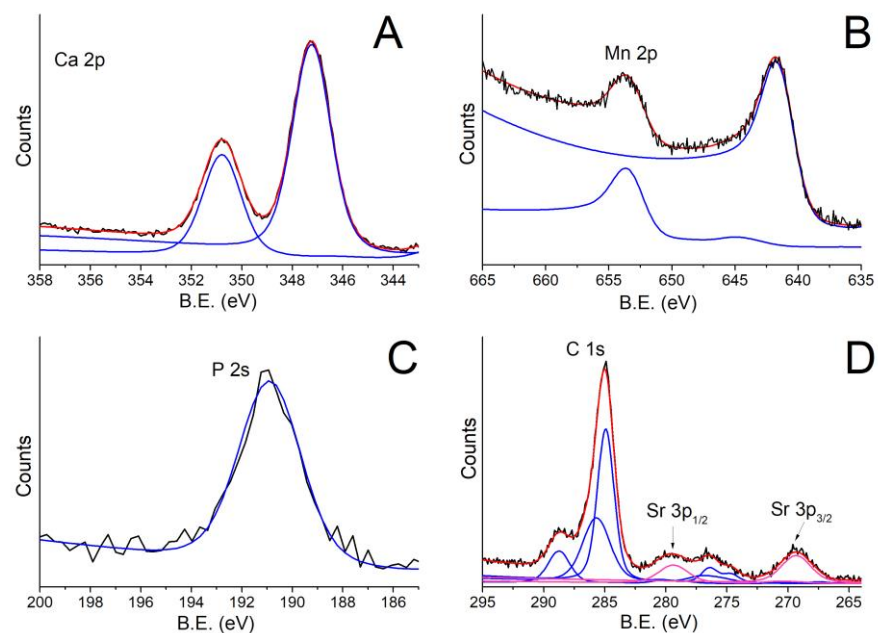 A
Ca 2p
Counts
358 356 354 352 350 348 346 344
B.E. (eV)
B
Mn 2p
Counts
665 660 655 650 645 640 635
B.E. (eV)
C
P 2s
Counts
200 198 196 194 192 190 188 186
B.E. (eV)
D
C 1s
Sr 3p1/2
Sr 3p3/2
Counts
295 290 285 280 275 270 265
B.E. (eV)